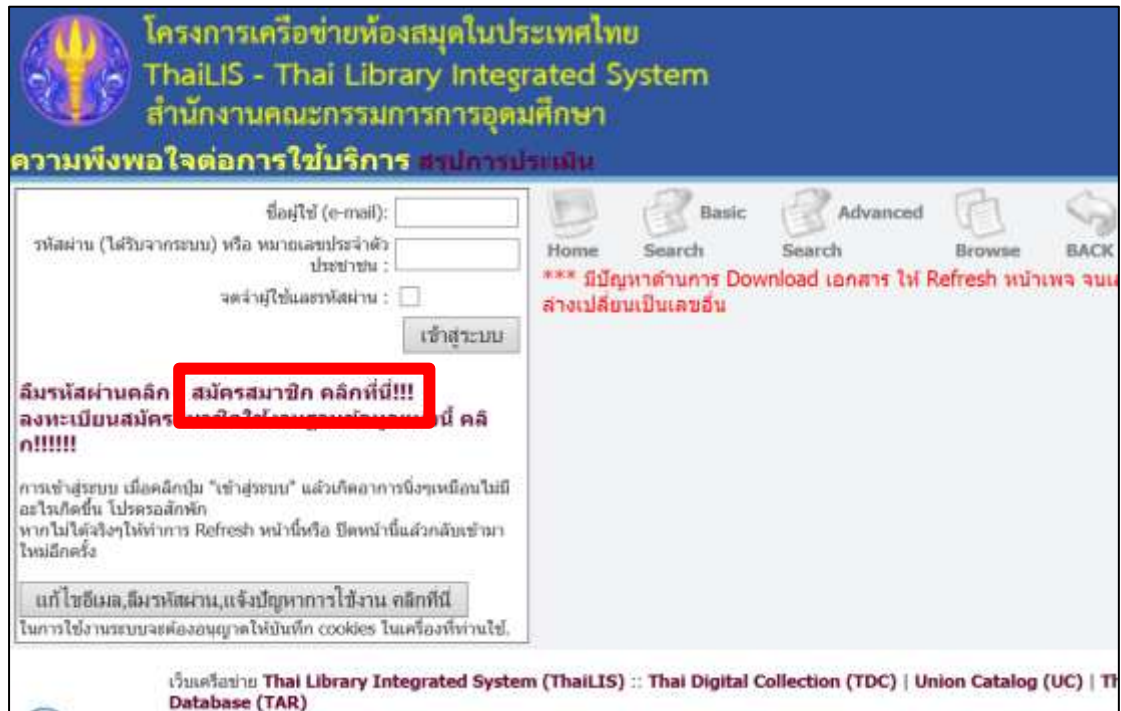 โครงการเครือข่ายห้องสมุดในประเทศไทย
ThaiLIS - Thai Library Integrated System
สำนักงานคณะกรรมการการอุดมศึกษา
ความพึงพอใจต่อการใช้บริการ สรุปการประเมิน
ชื่อผู้ใช้ (e-mail):
รหัสผ่าน (ได้รับจากระบบ) หรือ หมายเลขประจำตัว
ประชาชน :
จดจำผู้ใช้และรหัสผ่าน :
เข้าสู่ระบบ
Home
Basic Search
Advanced Search
Browse
BACK
*** มีปัญหาด้านการ Download เอกสาร ให้ Refresh หน้าเพจ
ล่างเปลี่ยนเป็นเลขอื่น
ลืมรหัสผ่านคลิก สมัครสมาชิก คลิกที่นี่!!!
ลงทะเบียนสมัคร นี้ คลิ
ก!!!!!!
การเข้าสู่ระบบ เมื่อคลิกปุ่ม "เข้าสู่ระบบ" แล้วเกิดอาการนิ่งๆเหมือนไม่มี
อะไรเกิดขึ้น โปรดรอสักพัก
หากไม่ได้จริงๆให้ทำการ Refresh หน้านี้หรือ ปิดหน้านี้แล้วกลับเข้ามา
ใหม่อีกครั้ง
แก้ไขอีเมล,ลืมรหัสผ่าน,แจ้งปัญหาการใช้งาน คลิกที่นี่
ในการใช้งานระบบจะต้องอนุญาตให้บันทึก cookies ในเครื่องที่ท่านใช้.
เว็บเครือข่าย Thai Library Integrated System (ThaiLIS) :: Thai Digital Collection (TDC) | Union Catalog (UC) |
Database (TAR)